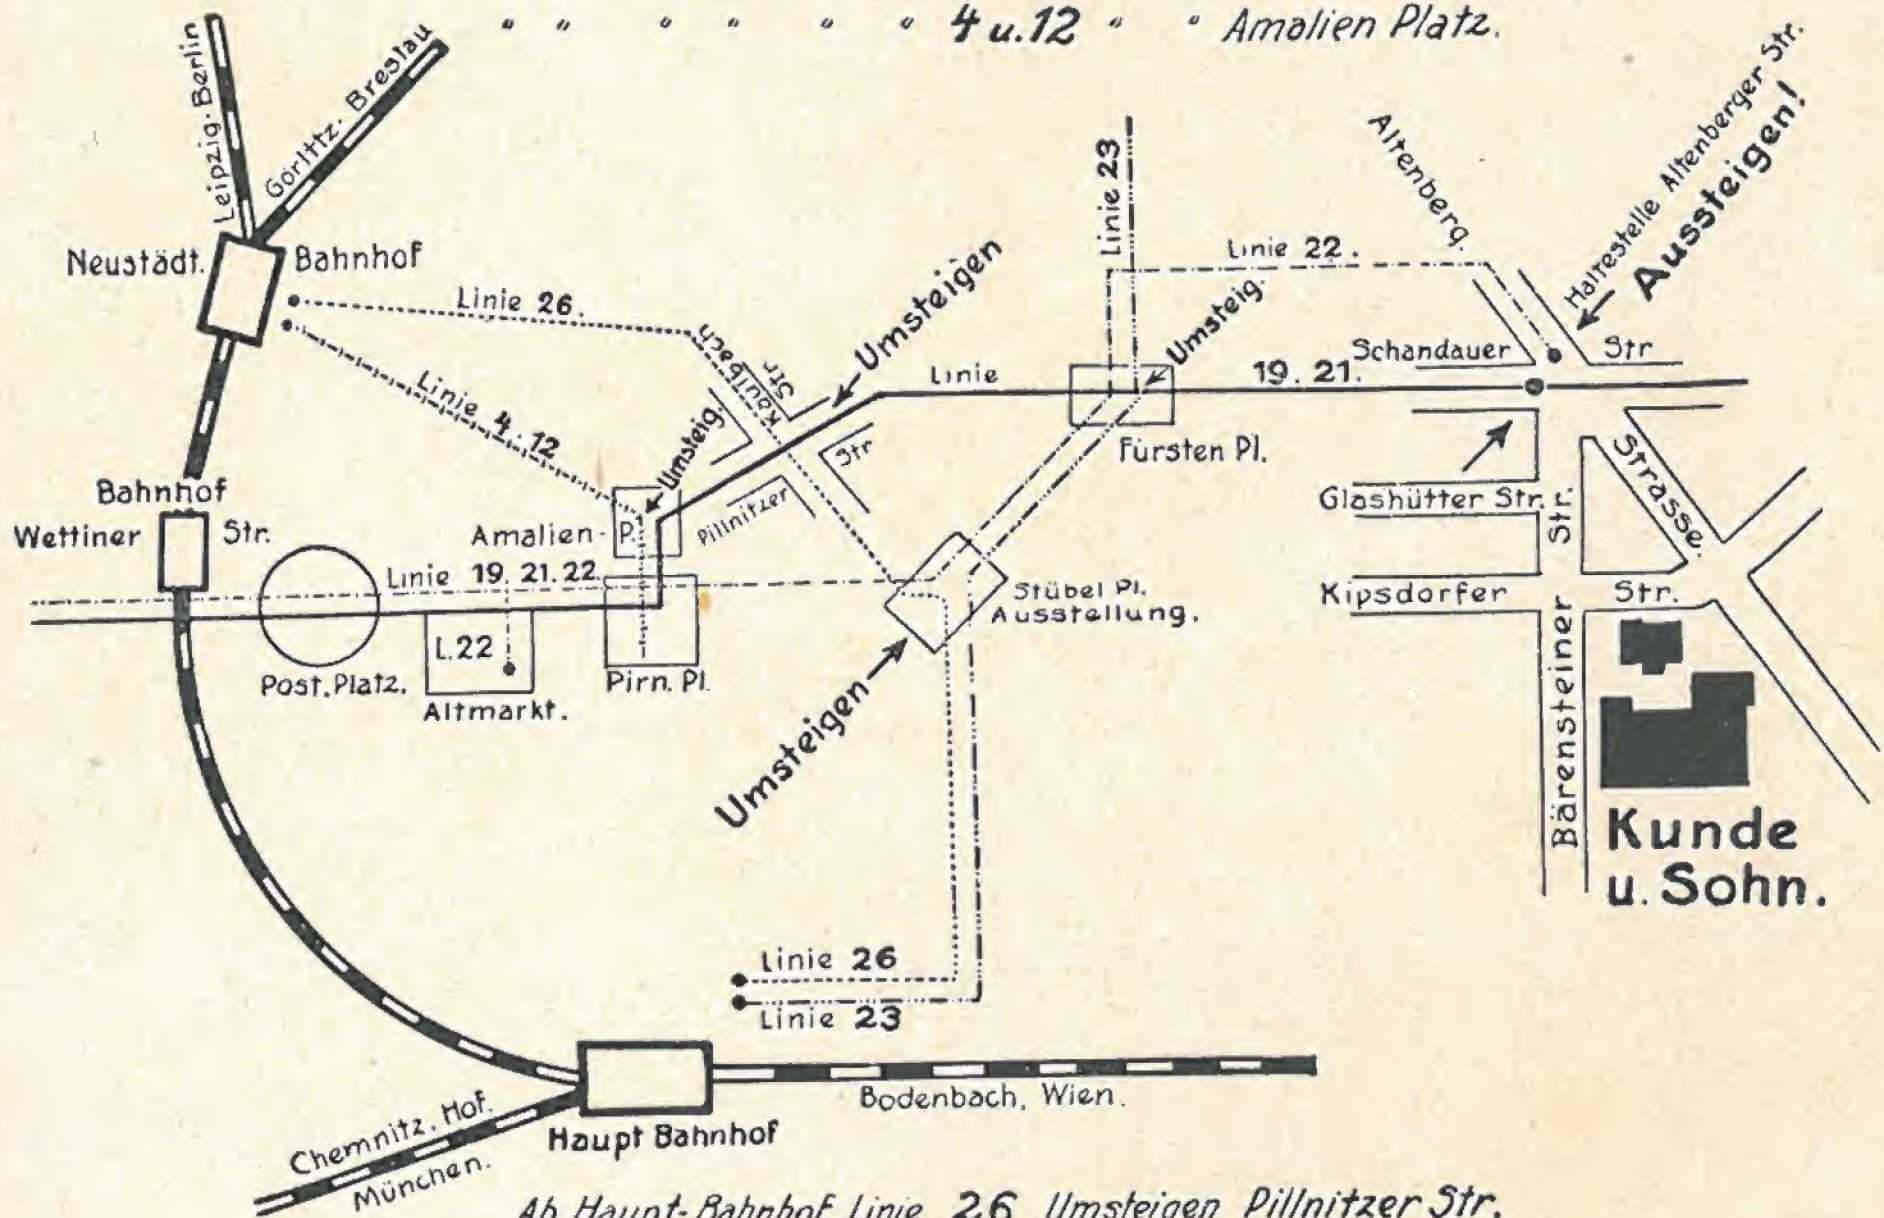 " " " " " " 4 u. 12 " " Amalien Platz.
Leipzig-Berlin
Görlitz-Breslau
Neustädt. Bahnhof
Linie 26.
Linie 4.12
Kaulbach
Str
Umsteigen
Umsteig.
Linie 23
Linie 22.
Umsteig.
Altenberg.
Haltestelle Altenberger Str.
Aussteigen!
Linie 19. 21. Schandauer Str
Fürsten Pl.
Bahnhof
Wettiner Str.
Amalien-P.
Pillnitzer Str
Glashütter Str.
Strasse.
Linie 19. 21. 22.
Stübel Pl.
Ausstellung.
Kipsdorfer Str.
Post. Platz.
L.22
Altmarkt.
Pirn. Pl.
Umsteigen
Bärensteiner Str.
Kunde
u. Sohn.
Linie 26
Linie 23
Bodenbach, Wien.
Haupt Bahnhof
Chemnitz, Hof.
München.
Ab Haupt-Bahnhof Linie 26 Umsteigen Pillnitzer Str.